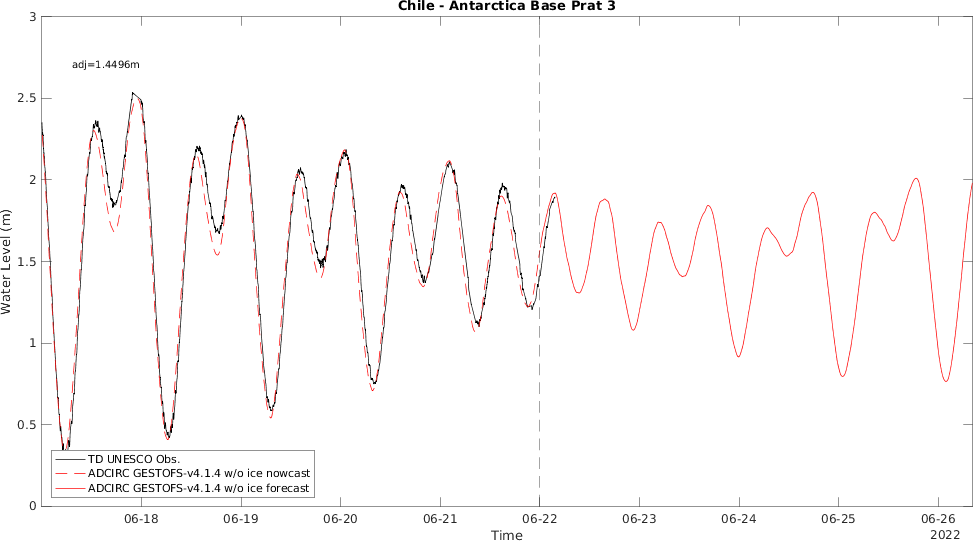 Chile - Antarctica Base Prat 3
adj=1.4496m
Water Level (m)
3
2.5
2
1.5
1
0.5
0
TD UNESCO Obs.
ADCIRC GESTOFS-v4.1.4 w/o ice nowcast
ADCIRC GESTOFS-v4.1.4 w/o ice forecast
06-18 06-19 06-20 06-21 06-22 06-23 06-24 06-25 06-26
2022
Time